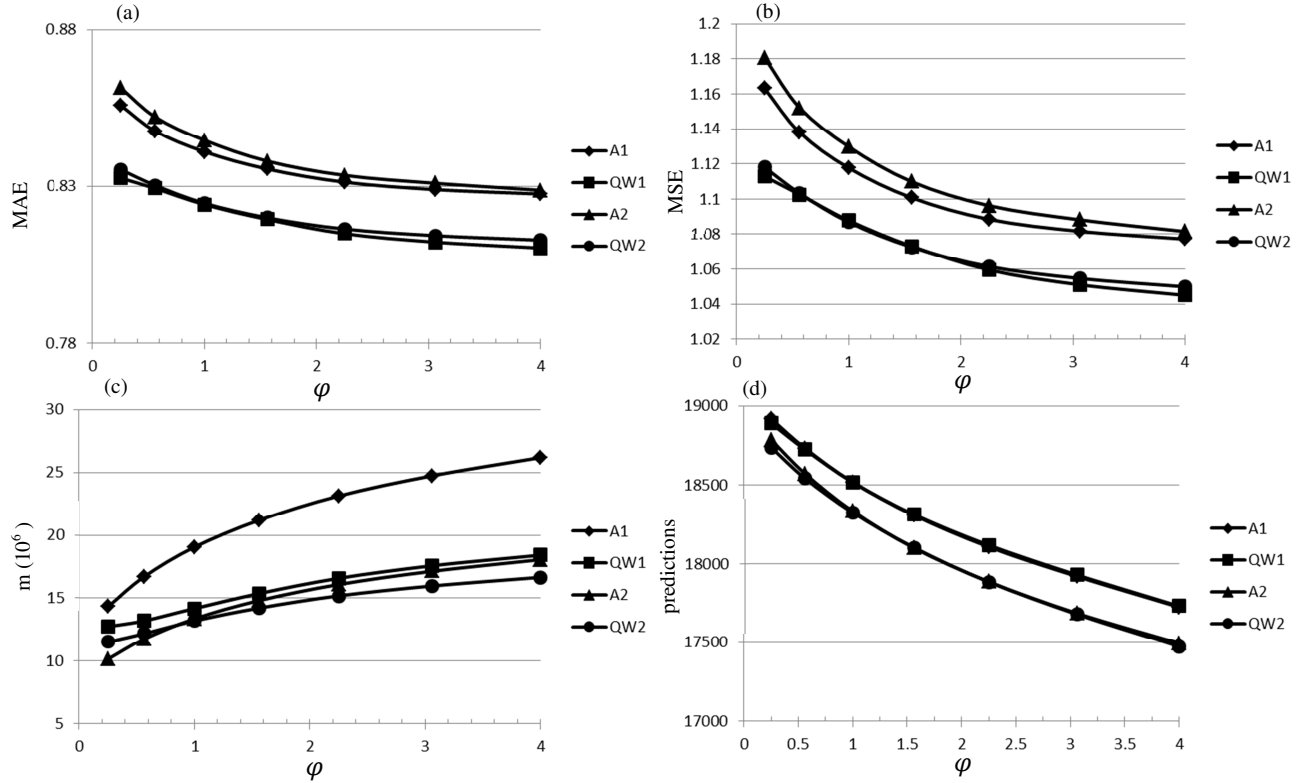 (a)
0.88
0.83
0.78
MAE
0 1 2 3 4
φ
A1
QW1
A2
QW2
(b)
1.2
1.18
1.16
1.14
1.12
1.1
1.08
1.06
1.04
1.02
MSE
0 1 2 3 4
φ
A1
QW1
A2
QW2
(c)
30
25
20
15
10
5
m (10⁶ )
0 1 2 3 4
φ
A1
QW1
A2
QW2
(d)
19000
18500
18000
17500
17000
predictions
0 0.5 1 1.5 2 2.5 3 3.5 4
φ
A1
QW1
A2
QW2